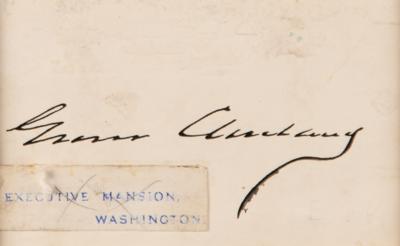 Grover Cleveland
EXECUTIVE MANSION,
WASHINGTON.